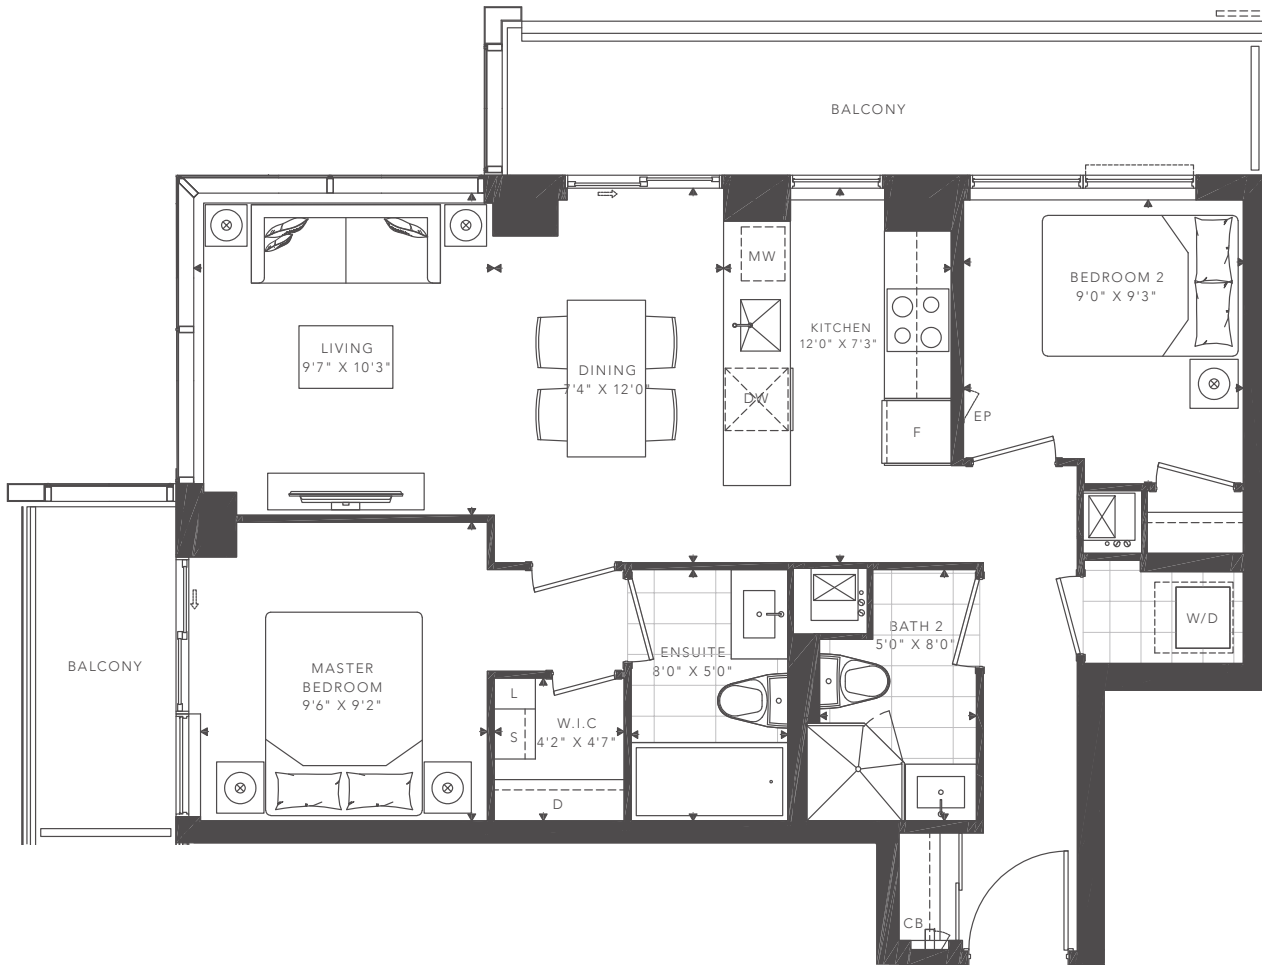 BALCONY
MW
BEDROOM 2
9'0" X 9'3"
KITCHEN
12'0" X 7'3"
LIVING
9'7" X 10'3"
DINING
7'4" X 12'0"
DW
EP
F
W/D
BATH 2
5'0" X 8'0"
ENSUITE
8'0" X 5'0"
BALCONY
MASTER
BEDROOM
9'6" X 9'2"
L
W.I.C
4'2" X 4'7"
S
D
CB